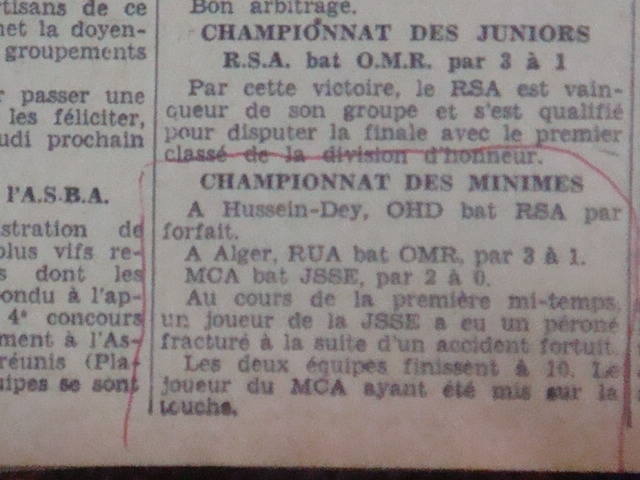 tisans de ce
met la doyen-
groupements
r passer une
les féliciter,
udi prochain
l'A.S.B.A.
stration de
plus vifs re-
s dont les
pondu à l'ap-
4e concours
ment à l'As-
réunis (Pla-
uipes se sont
Bon arbitrage.
CHAMPIONNAT DES JUNIORS
R.S.A. bat O.M.R. par 3 à 1
Par cette victoire, le RSA est vain-
queur de son groupe et s'est qualifié
pour disputer la finale avec le premier
classé de la division d'honneur.
CHAMPIONNAT DES MINIMES
A Hussein-Dey, OHD bat RSA par
forfait.
A Alger, RUA bat OMR, par 3 à 1.
MCA bat JSSE, par 2 à 0.
Au cours de la première mi-temps,
un joueur de la JSSE a eu un péroné
fracturé à la suite d'un accident fortuit.
Les deux équipes finissent à 10. Le
joueur du MCA ayant été mis sur la
touche.